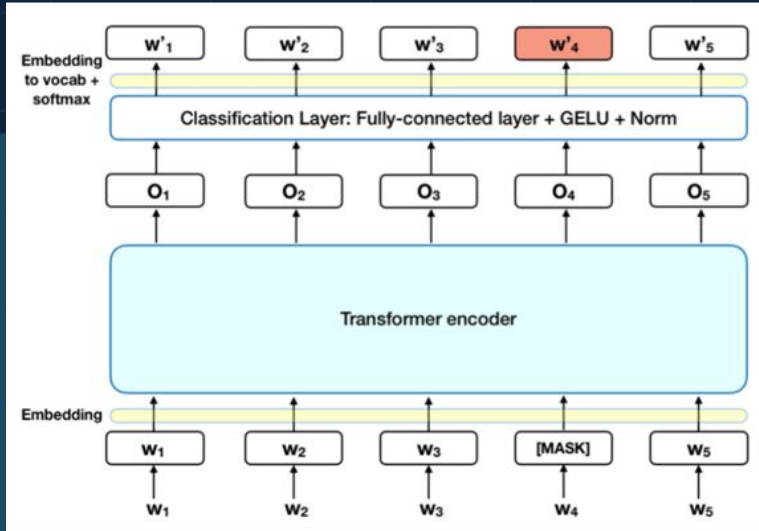 w'₁ w'₂ w'₃ w'₄ w'₅
Embedding
to vocab +
softmax
Classification Layer: Fully-connected layer + GELU + Norm
O₁ O₂ O₃ O₄ O₅
Transformer encoder
Embedding
W₁ W₂ W₃ [MASK] W₅
W₁ W₂ W₃ W₄ W₅